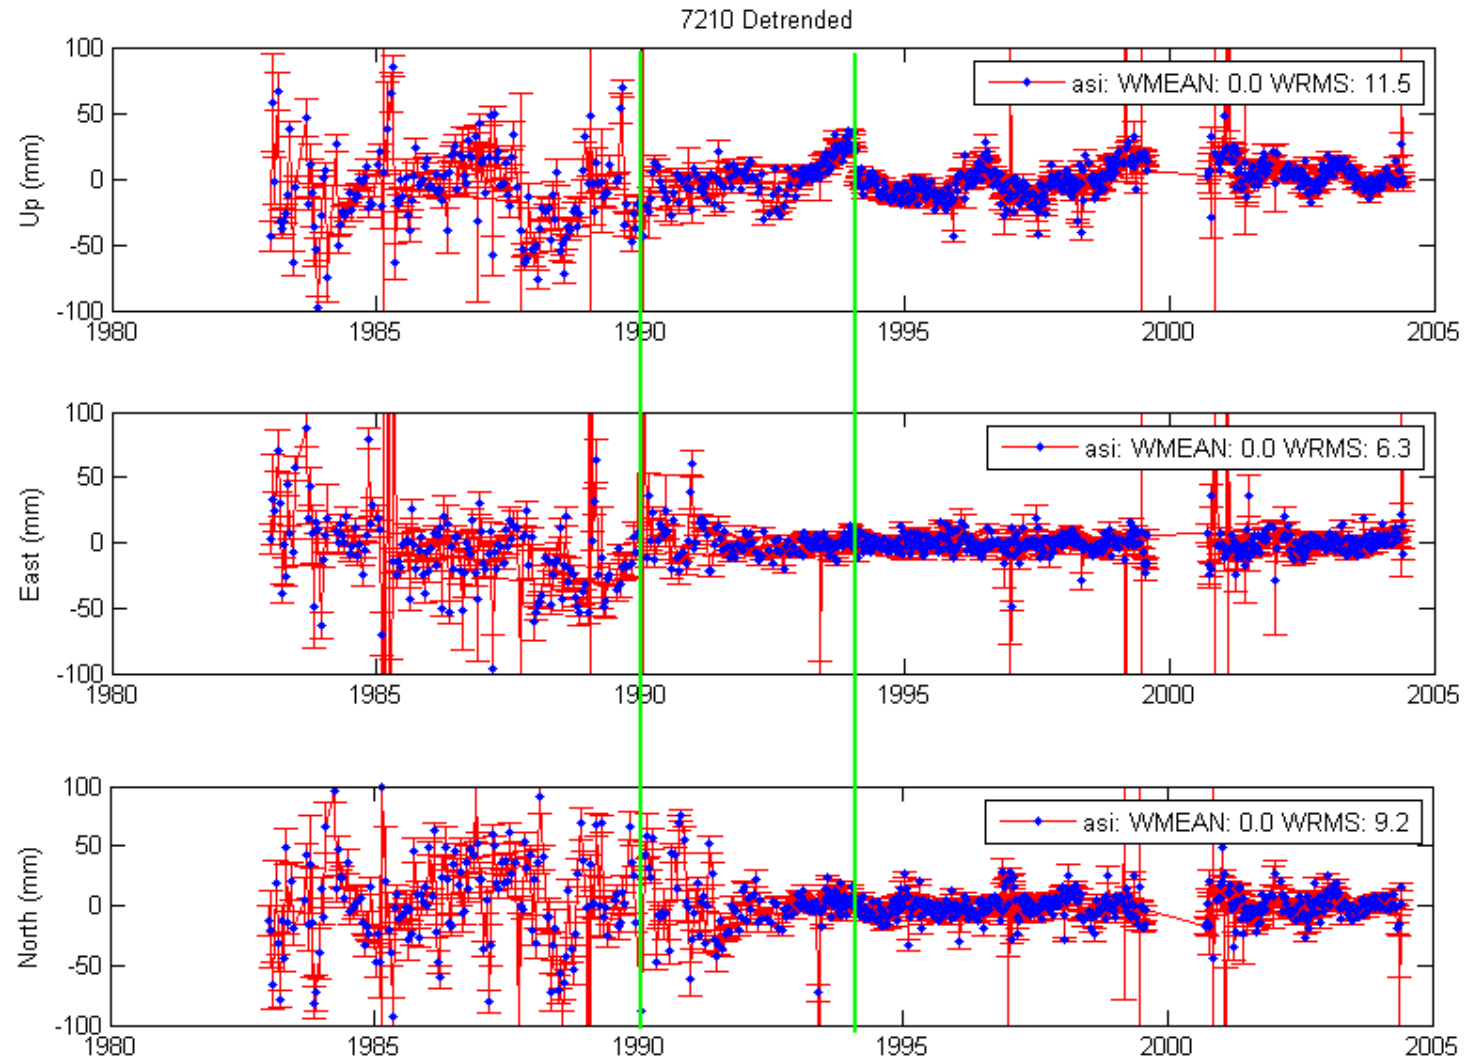 7210 Detrended
100
50
0
-50
-100
Up (mm)
asi: WMEAN: 0.0 WRMS: 11.5
1980 1985 1990 1995 2000 2005
100
50
0
-50
-100
East (mm)
asi: WMEAN: 0.0 WRMS: 6.3
1980 1985 1990 1995 2000 2005
100
50
0
-50
-100
North (mm)
asi: WMEAN: 0.0 WRMS: 9.2
1980 1985 1990 1995 2000 2005